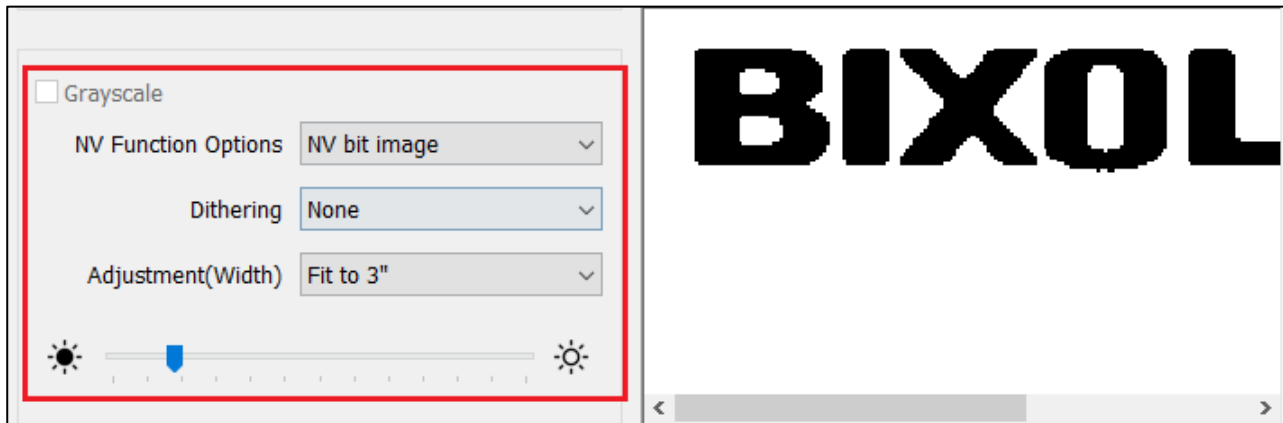 Grayscale
NV Function Options NV bit image
Dithering None
Adjustment(Width) Fit to 3"
BIXOL